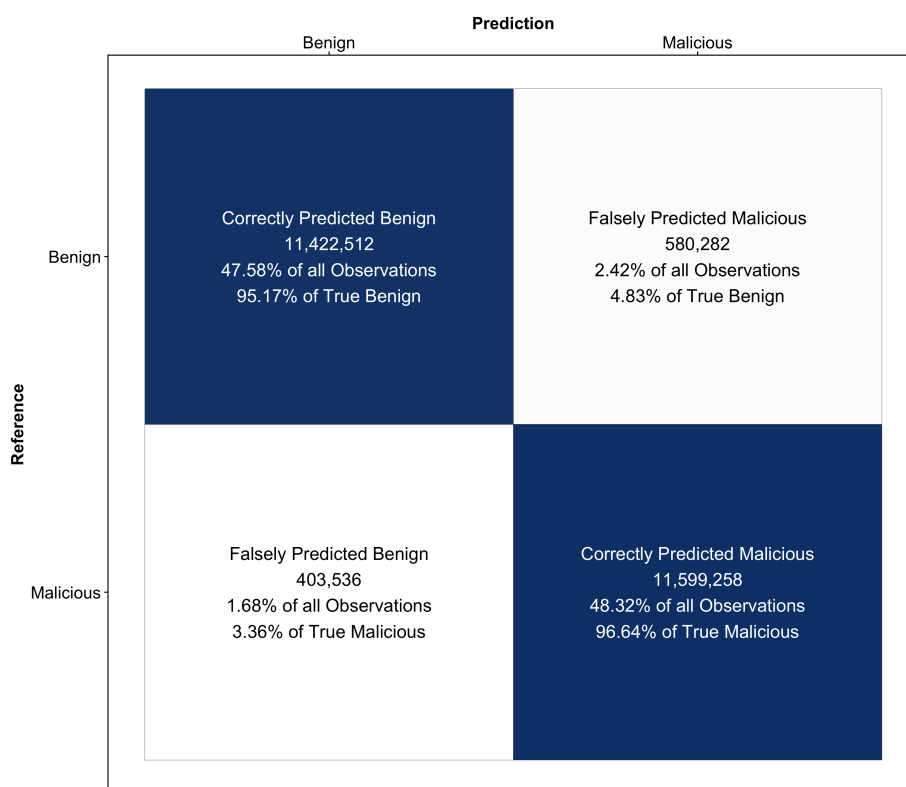 Prediction
Benign
Malicious
Reference
Benign
Correctly Predicted Benign
11,422,512
47.58% of all Observations
95.17% of True Benign
Falsely Predicted Malicious
580,282
2.42% of all Observations
4.83% of True Benign
Malicious
Falsely Predicted Benign
403,536
1.68% of all Observations
3.36% of True Malicious
Correctly Predicted Malicious
11,599,258
48.32% of all Observations
96.64% of True Malicious